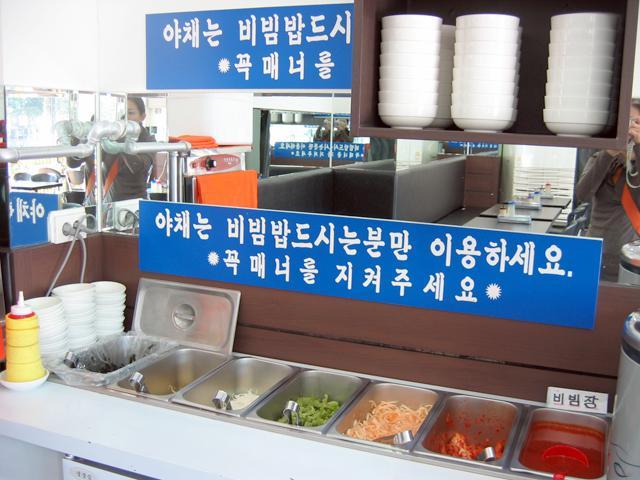 야채는 비빔밥드시
✹꼭매너를
야채는 비빔밥드시는분만 이용하세요.
✹꼭매너를 지켜주세요✹
야채
비빔장